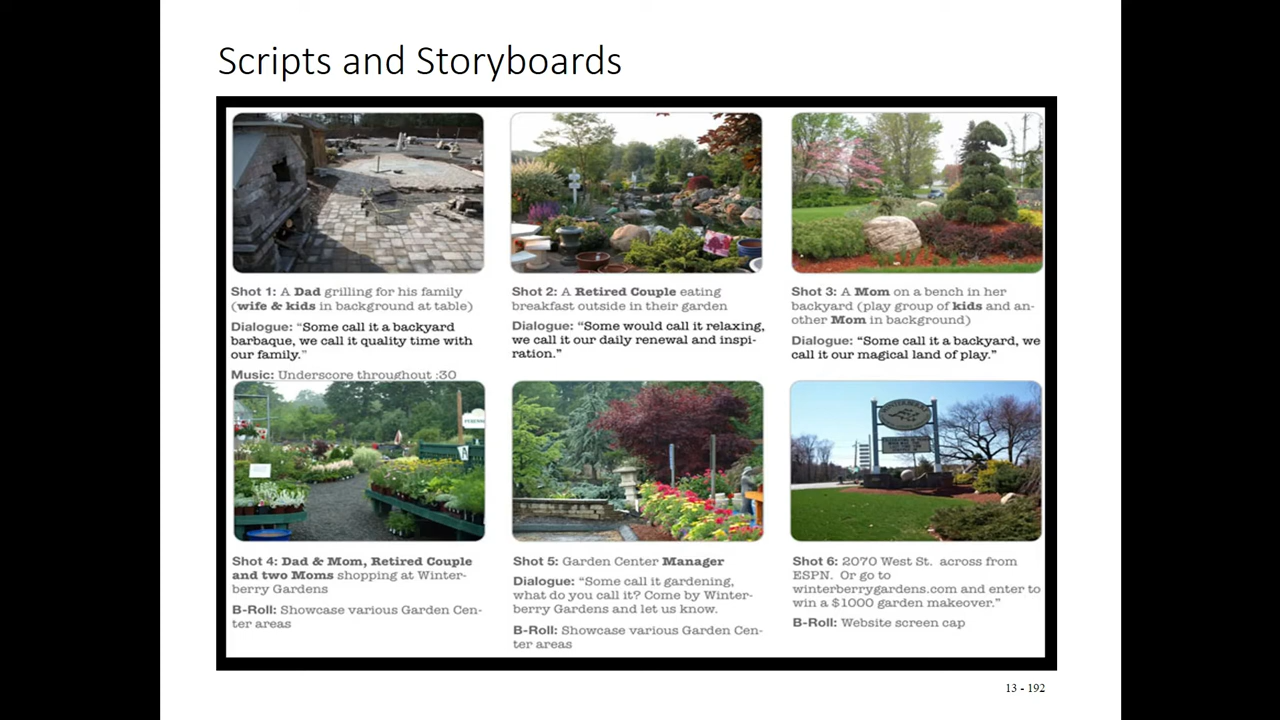 Scripts and Storyboards
Shot 1: A Dad grilling for his family
(wife & kids in background at table)
Dialogue: “Some call it a backyard
barbaque, we call it quality time with
our family.”
Music: Underscore throughout :30
Shot 2: A Retired Couple eating
breakfast outside in their garden
Dialogue: “Some would call it relaxing,
we call it our daily renewal and inspi-
ration.”
Shot 3: A Mom on a bench in her
backyard (play group of kids and an-
other Mom in background)
Dialogue: “Some call it a backyard, we
call it our magical land of play.”
Shot 4: Dad & Mom, Retired Couple
and two Moms shopping at Winter-
berry Gardens
B-Roll: Showcase various Garden Cen-
ter areas
Shot 5: Garden Center Manager
Dialogue: “Some call it gardening,
what do you call it? Come by Winter-
berry Gardens and let us know.
B-Roll: Showcase various Garden Cen-
ter areas
Shot 6: 2070 West St. across from
ESPN. Or go to
winterberrygardens.com and enter to
win a $1000 garden makeover.”
B-Roll: Website screen cap
13 - 192